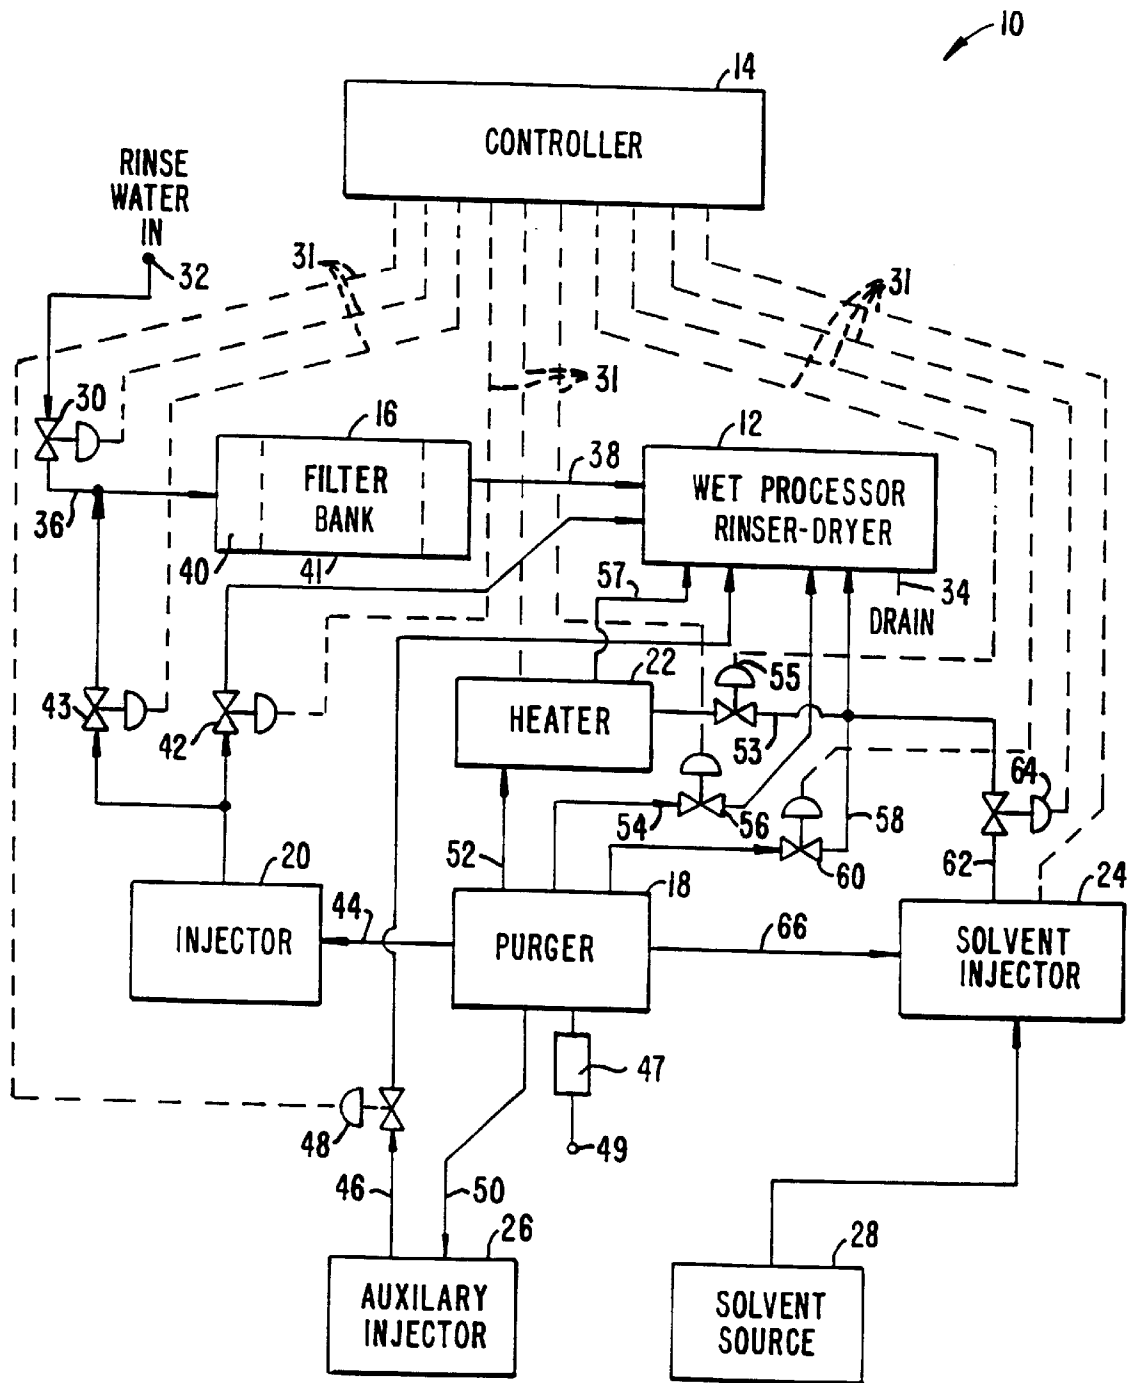 10
14
CONTROLLER
RINSE
WATER
IN
32
31
31
31
30
16
12
38
FILTER
BANK
WET PROCESSOR
RINSER-DRYER
36
40
41
57
34
DRAIN
43
42
22
HEATER
55
53
54
56
64
58
60
52
62
20
INJECTOR
44
18
PURGER
66
24
SOLVENT
INJECTOR
47
48
49
46
50
26
AUXILARY
INJECTOR
28
SOLVENT
SOURCE